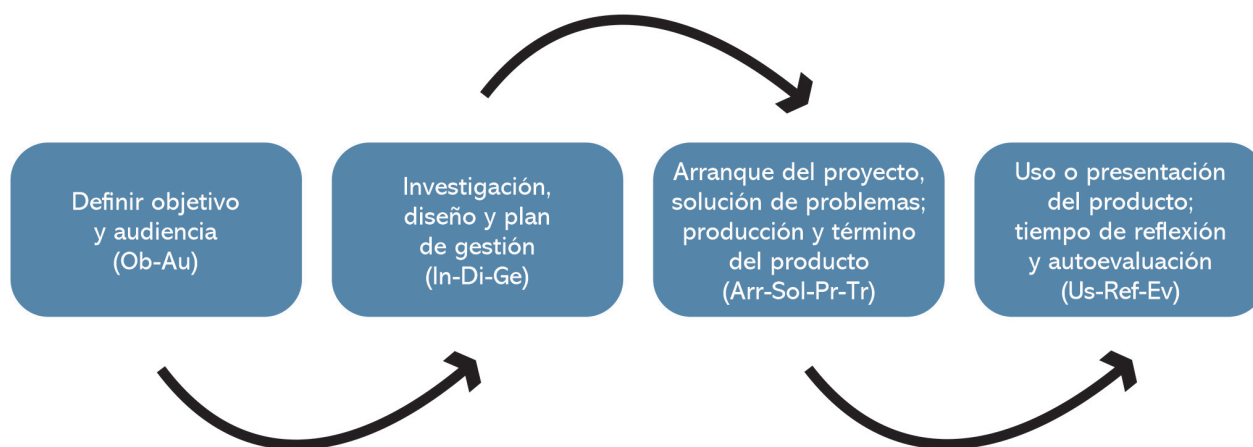 Definir objetivo
y audiencia
(Ob-Au)
Investigación,
diseño y plan
de gestión
(In-Di-Ge)
Arranque del proyecto,
solución de problemas;
producción y término
del producto
(Arr-Sol-Pr-Tr)
Uso o presentación
del producto;
tiempo de reflexión
y autoevaluación
(Us-Ref-Ev)